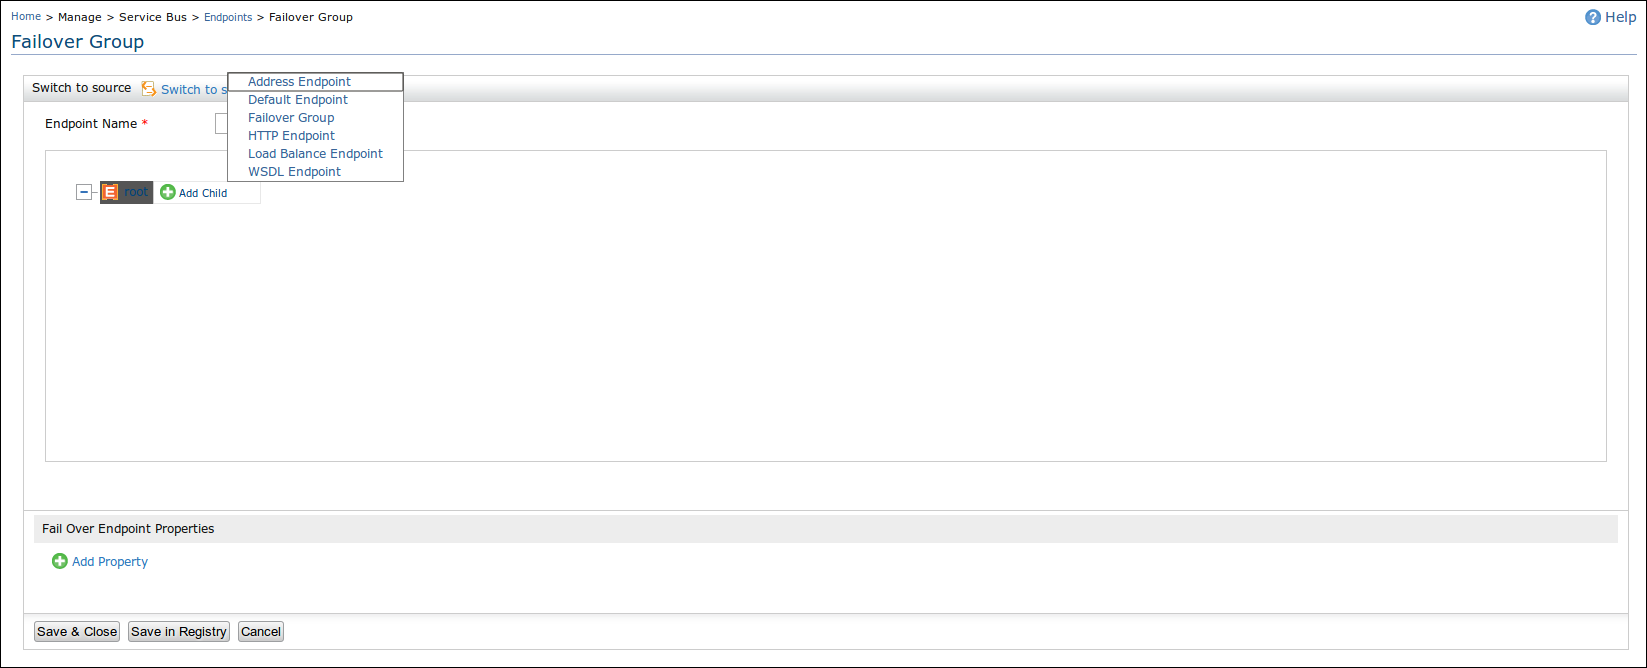 Home > Manage > Service Bus > Endpoints > Failover Group
Help
Failover Group
Switch to source Switch to s
Address Endpoint
Default Endpoint
Failover Group
HTTP Endpoint
Load Balance Endpoint
WSDL Endpoint
Endpoint Name *
E root Add Child
Fail Over Endpoint Properties
Add Property
Save & Close Save in Registry Cancel